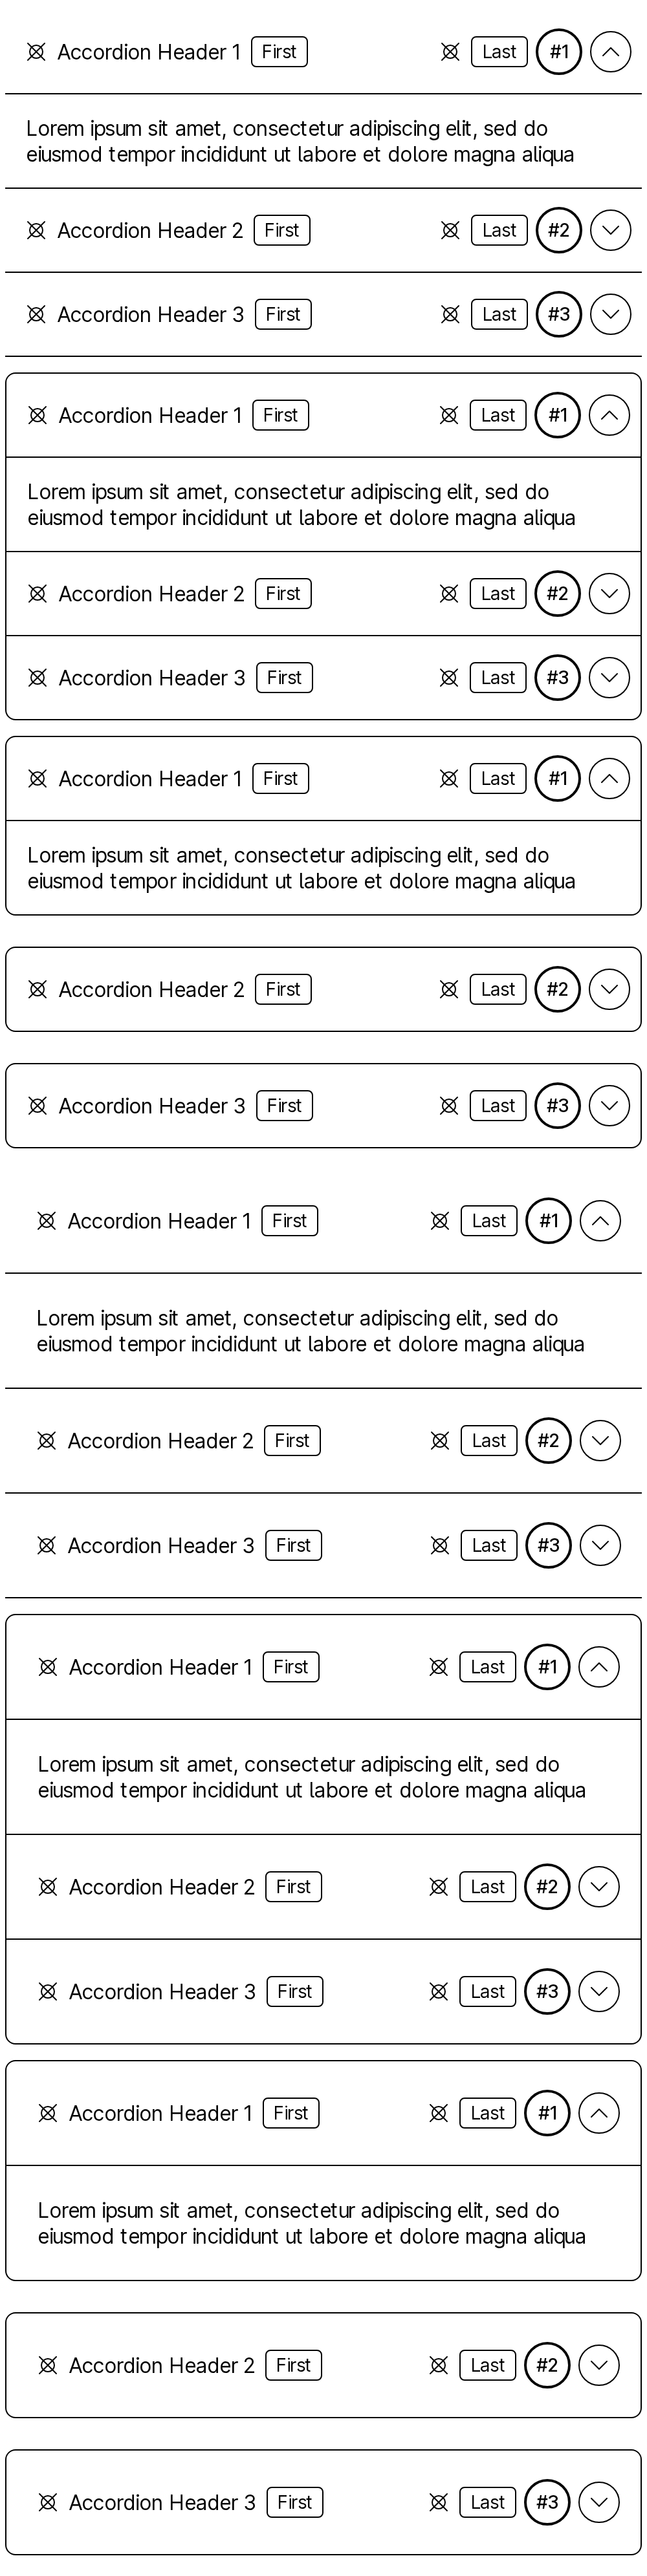 Accordion Header 1 First Last #1
Lorem ipsum sit amet, consectetur adipiscing elit, sed do
eiusmod tempor incididunt ut labore et dolore magna aliqua
Accordion Header 2 First Last #2
Accordion Header 3 First Last #3
Accordion Header 1 First Last #1
Lorem ipsum sit amet, consectetur adipiscing elit, sed do
eiusmod tempor incididunt ut labore et dolore magna aliqua
Accordion Header 2 First Last #2
Accordion Header 3 First Last #3
Accordion Header 1 First Last #1
Lorem ipsum sit amet, consectetur adipiscing elit, sed do
eiusmod tempor incididunt ut labore et dolore magna aliqua
Accordion Header 2 First Last #2
Accordion Header 3 First Last #3
Accordion Header 1 First Last #1
Lorem ipsum sit amet, consectetur adipiscing elit, sed do
eiusmod tempor incididunt ut labore et dolore magna aliqua
Accordion Header 2 First Last #2
Accordion Header 3 First Last #3
Accordion Header 1 First Last #1
Lorem ipsum sit amet, consectetur adipiscing elit, sed do
eiusmod tempor incididunt ut labore et dolore magna aliqua
Accordion Header 2 First Last #2
Accordion Header 3 First Last #3
Accordion Header 1 First Last #1
Lorem ipsum sit amet, consectetur adipiscing elit, sed do
eiusmod tempor incididunt ut labore et dolore magna aliqua
Accordion Header 2 First Last #2
Accordion Header 3 First Last #3